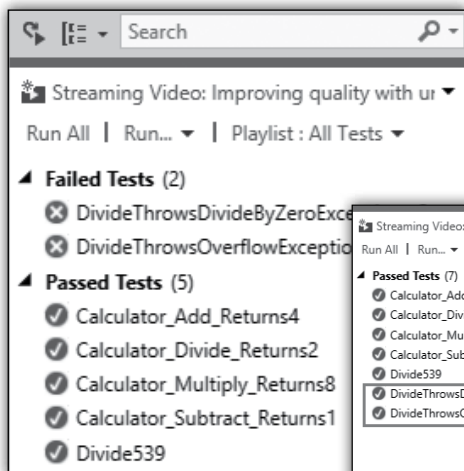 Search
Streaming Video: Improving quality with ur
Run All | Run... | Playlist : All Tests
Failed Tests (2)
DivideThrowsDivideByZeroExce
DivideThrowsOverflowExceptio
Passed Tests (5)
Calculator_Add_Returns4
Calculator_Divide_Returns2
Calculator_Multiply_Returns8
Calculator_Subtract_Returns1
Divide539
Streaming Video:
Run All | Run...
Passed Tests (7)
Calculator_Add
Calculator_Divi
Calculator_Mu
Calculator_Sub
Divide539
DivideThrowsD
DivideThrowsO